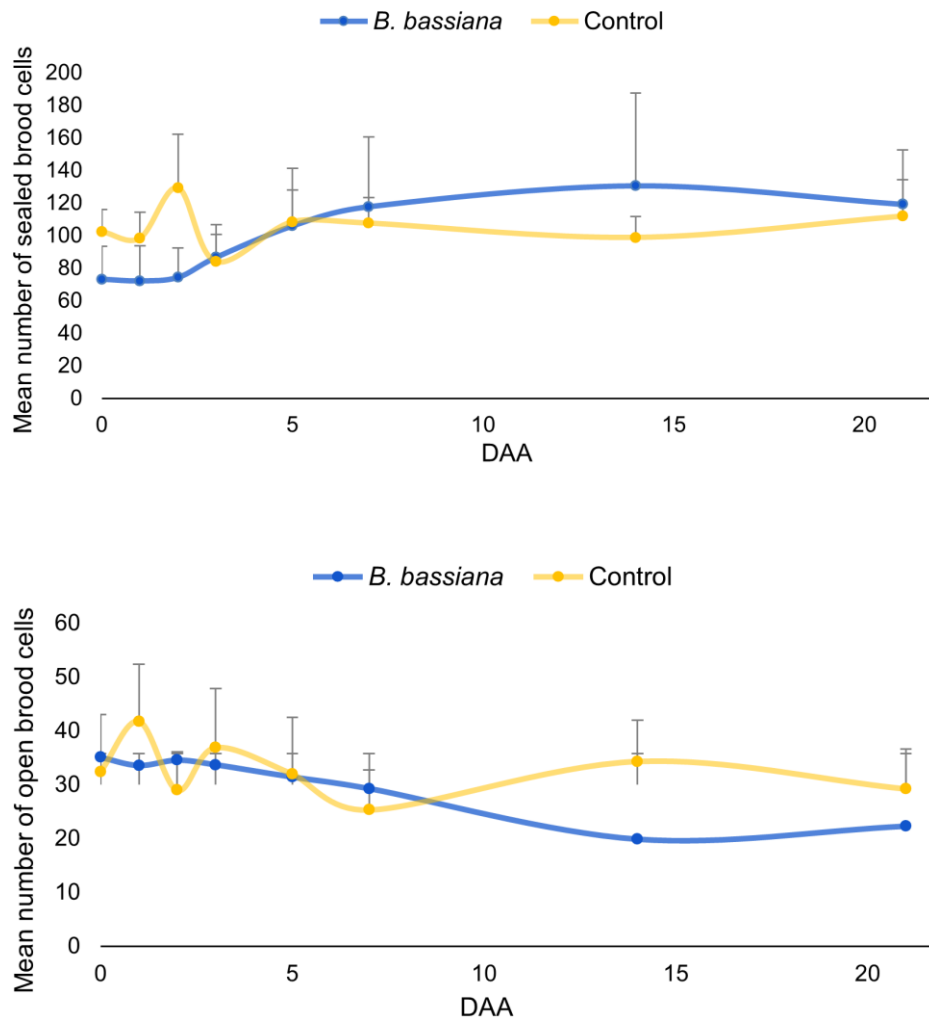 B. bassiana Control
Mean number of sealed brood cells
200
180
160
140
120
100
80
60
40
20
0
0 5 10 15 20
DAA
B. bassiana Control
Mean number of open brood cells
60
50
40
30
20
10
0
0 5 10 15 20
DAA